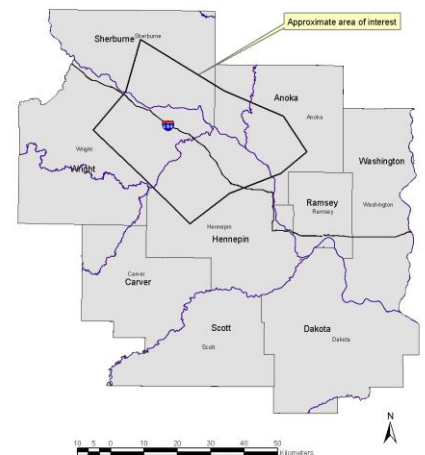 Approximate area of interest
Sherburne
Sherburne
Anoka
Anoka
Washington
Washington
Wright
Wright
Ramsey
Ramsey
Hennepin
Hennepin
Carver
Carver
Scott
Scott
Dakota
Dakota
N
10 5 0 10 20 30 40 50
Kilometers